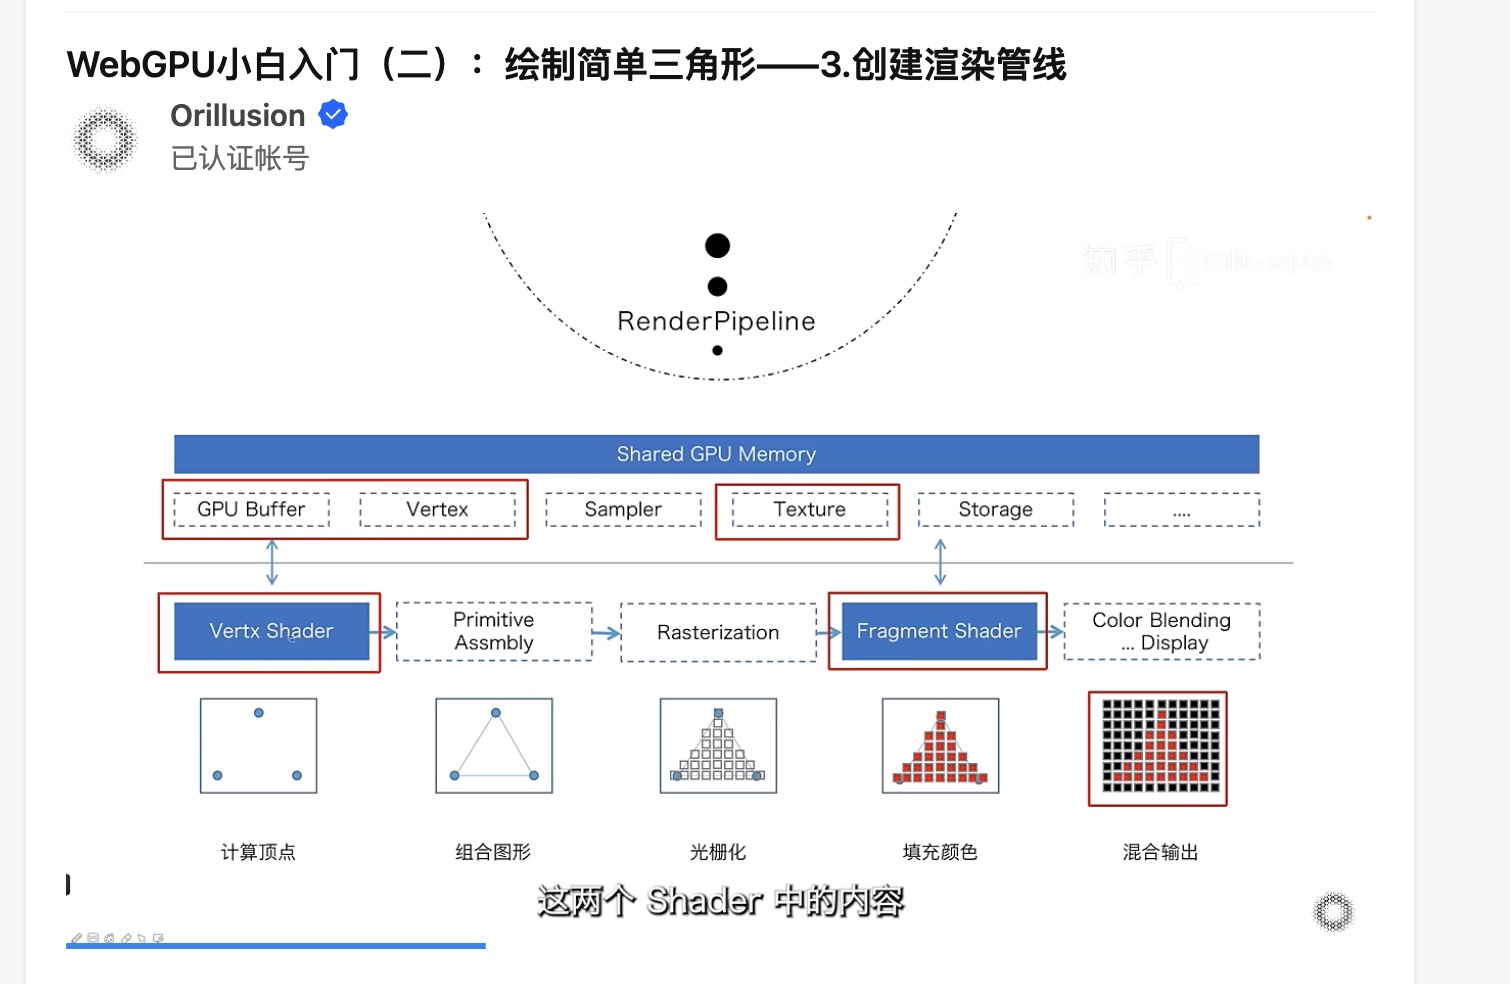 WebGPU小白入门（二）：绘制简单三角形——3.创建渲染管线
Orillusion
已认证帐号
知乎 Orillusion
RenderPipeline
Shared GPU Memory
GPU Buffer
Vertex
Sampler
Texture
Storage
....
Vertx Shader
Primitive
Assmbly
Rasterization
Fragment Shader
Color Blending
... Display
计算顶点
组合图形
光栅化
填充颜色
混合输出
这两个 Shader 中的内容